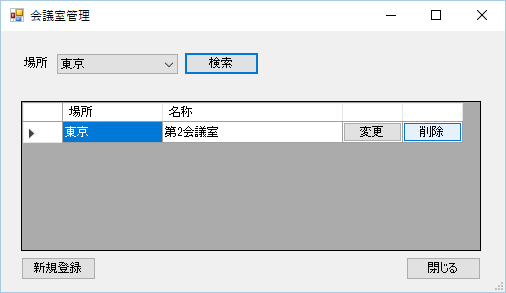 会議室管理
場所 東京 検索
場所 名称
東京 第2会議室 変更 削除
新規登録 閉じる